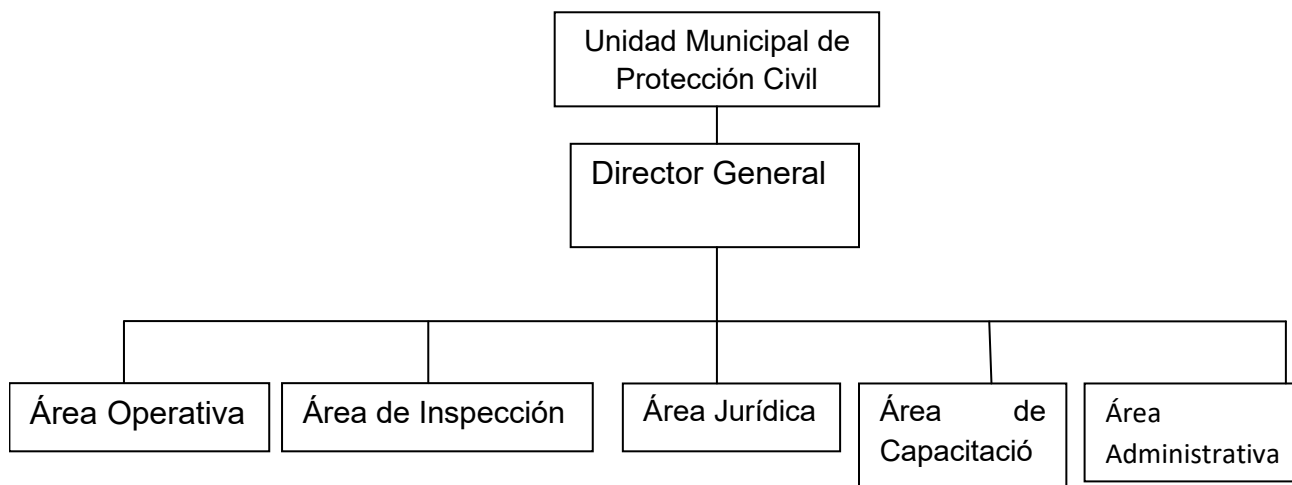 Unidad Municipal de
Protección Civil
Director General
Área Operativa
Área de Inspección
Área Jurídica
Área de
Capacitació
Área
Administrativa